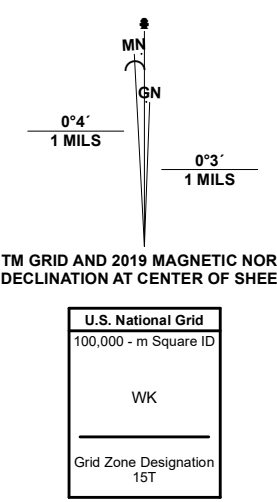 MN
GN
0°4´
1 MILS
0°3´
1 MILS
TM GRID AND 2019 MAGNETIC NOR
DECLINATION AT CENTER OF SHEE
U.S. National Grid
100,000 - m Square ID
WK
Grid Zone Designation
15T